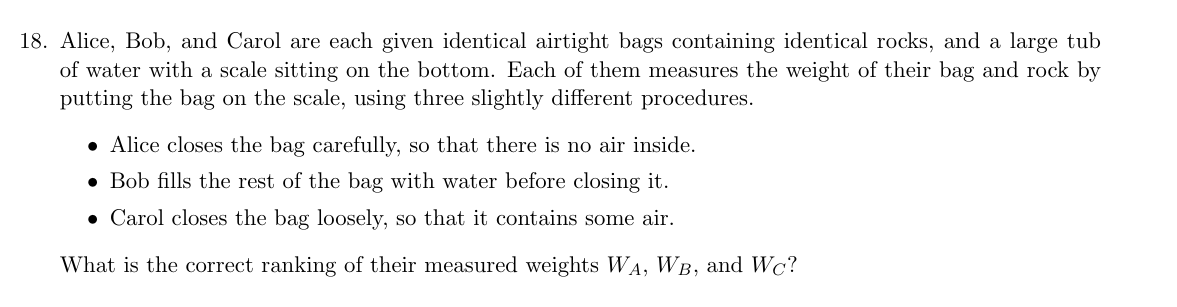 18. Alice, Bob, and Carol are each given identical airtight bags containing identical rocks, and a large tub
of water with a scale sitting on the bottom. Each of them measures the weight of their bag and rock by
putting the bag on the scale, using three slightly different procedures.
• Alice closes the bag carefully, so that there is no air inside.
• Bob fills the rest of the bag with water before closing it.
• Carol closes the bag loosely, so that it contains some air.
What is the correct ranking of their measured weights W_A, W_B, and W_C?